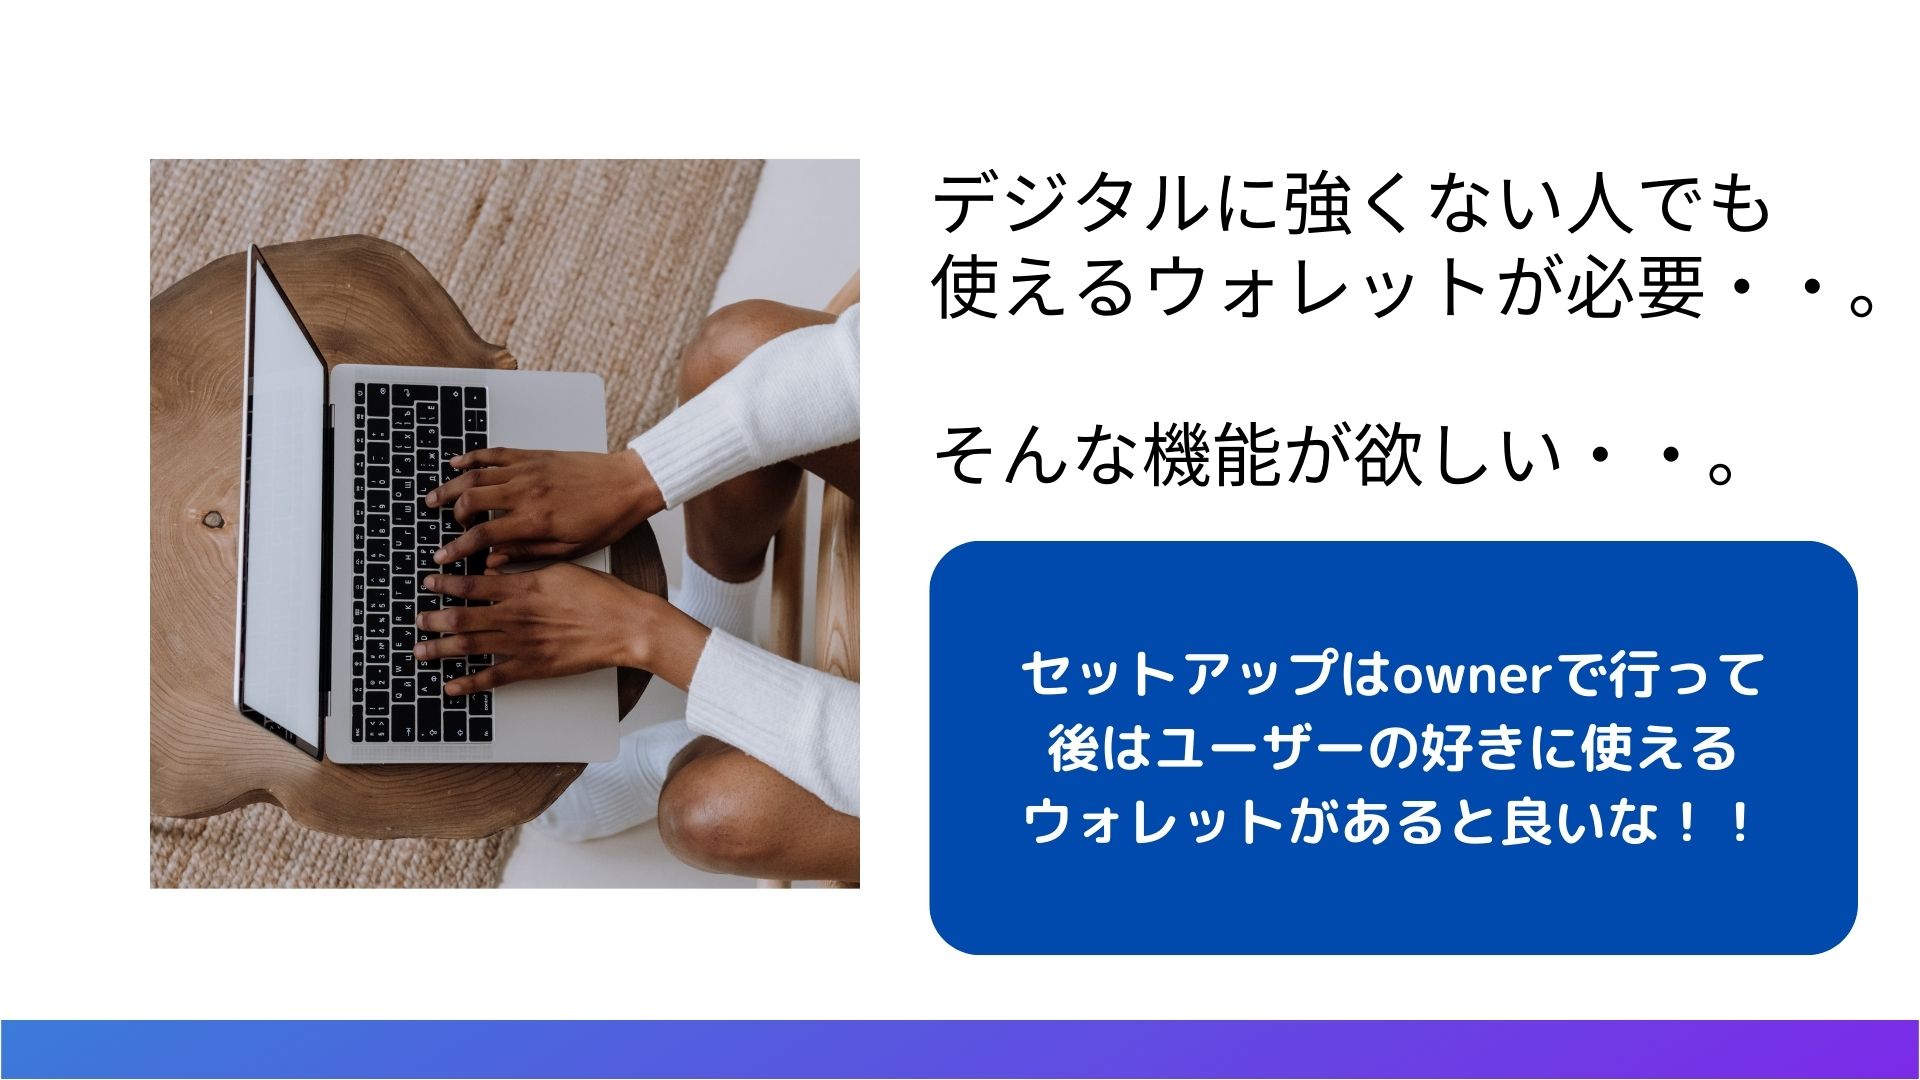 デジタルに強くない人でも
使えるウォレットが必要・・。
そんな機能が欲しい・・。
セットアップはownerで行って
後はユーザーの好きに使える
ウォレットがあると良いな！！